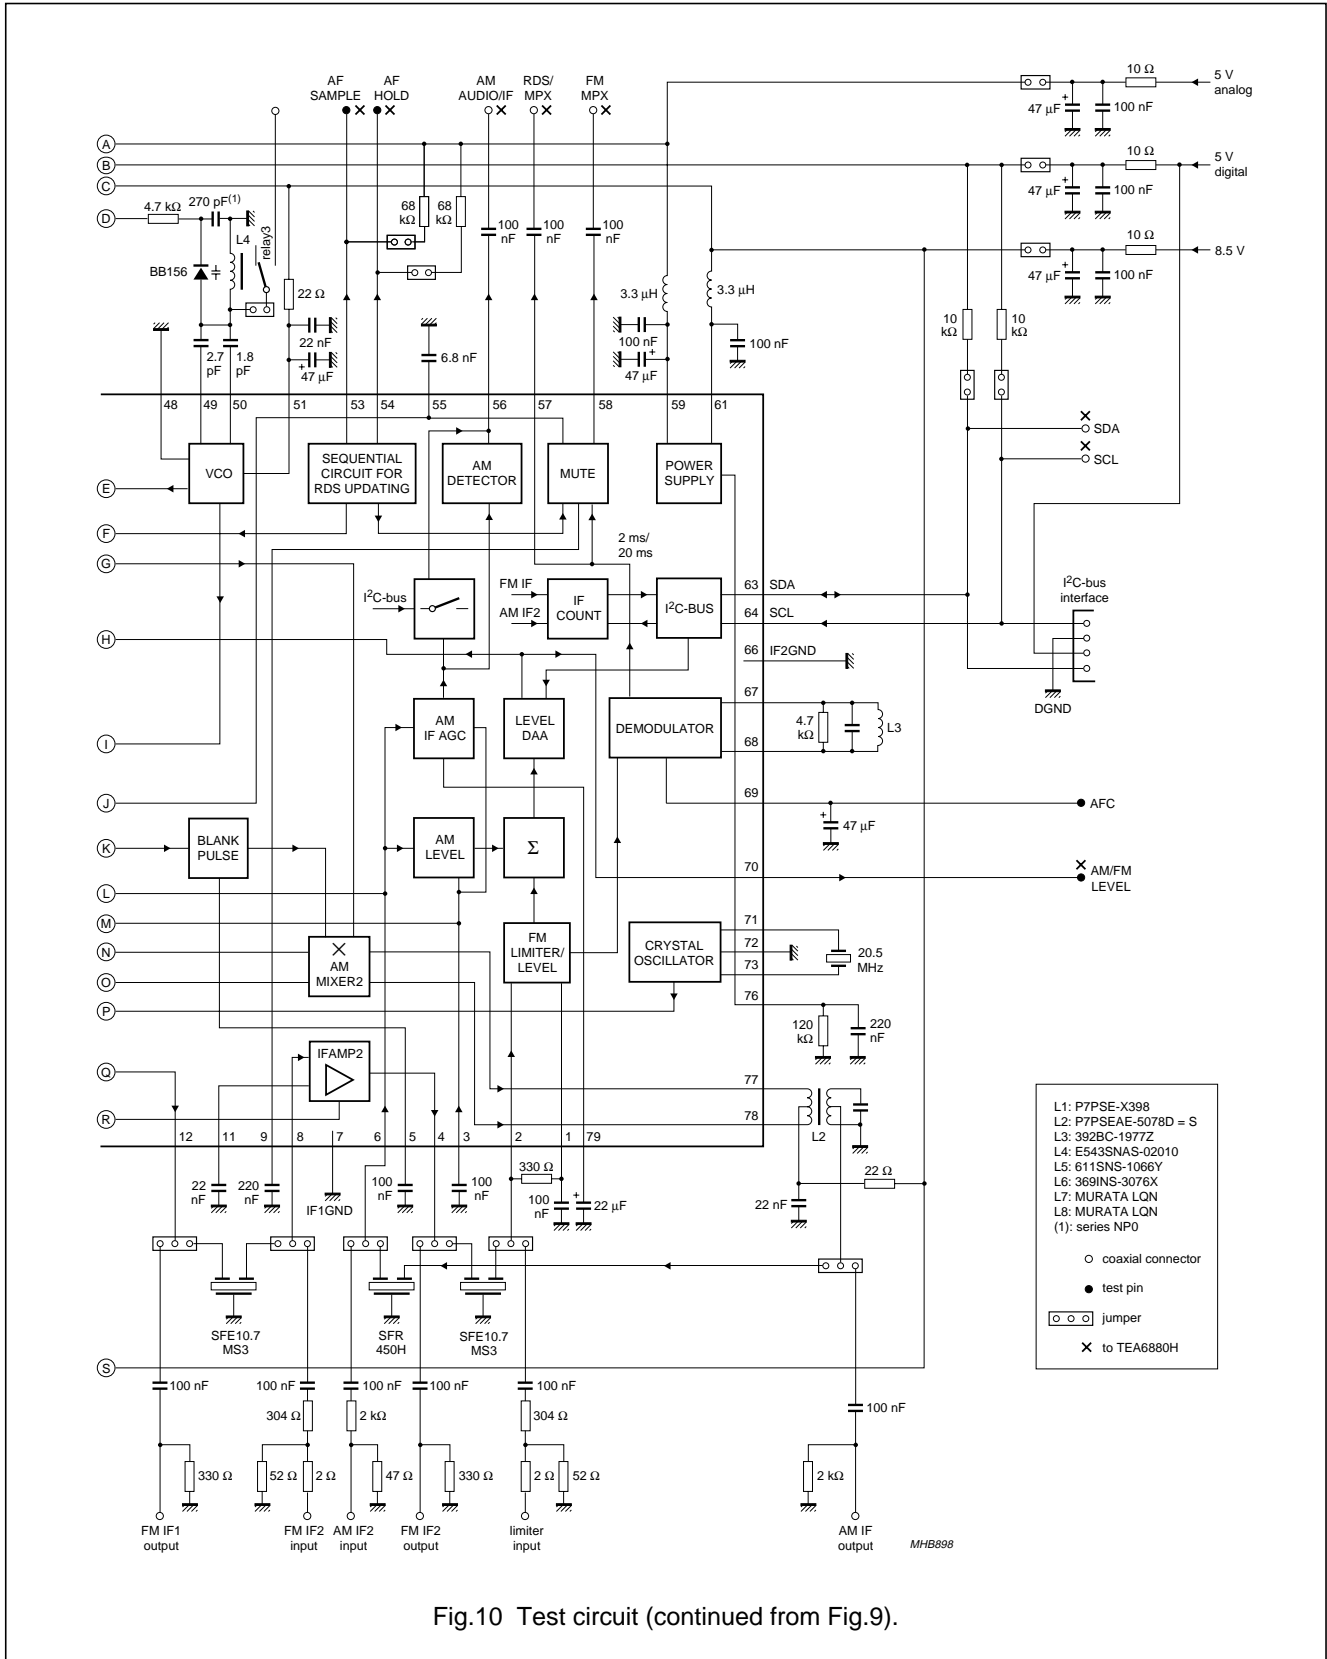 AF
SAMPLE
AF
HOLD
AM
AUDIO/IF
RDS/
MPX
FM
MPX
10 Ω
5 V
analog
47 μF
100 nF
A
B
C
D
10 Ω
5 V
digital
47 μF
100 nF
10 Ω
8.5 V
47 μF
100 nF
4.7 kΩ
270 pF(1)
L4
relay3
BB156
22 Ω
68
kΩ
68
kΩ
100
nF
100
nF
100
nF
3.3 μH
3.3 μH
10
kΩ
10
kΩ
2.7
pF
1.8
pF
22 nF
+
47 μF
6.8 nF
100 nF
+
47 μF
100 nF
48
49
50
51
53
54
55
56
57
58
59
61
SDA
SCL
VCO
SEQUENTIAL
CIRCUIT FOR
RDS UPDATING
AM
DETECTOR
MUTE
POWER
SUPPLY
E
F
G
H
I
J
K
L
M
N
O
P
Q
R
S
2 ms/
20 ms
I2C-bus
FM IF
AM IF2
IF
COUNT
I2C-BUS
63
SDA
64
SCL
66
IF2GND
I2C-bus
interface
DGND
67
68
AM
IF AGC
LEVEL
DAA
DEMODULATOR
4.7
kΩ
L3
69
AFC
+
47 μF
BLANK
PULSE
AM
LEVEL
Σ
70
AM/FM
LEVEL
AM
MIXER2
FM
LIMITER/
LEVEL
CRYSTAL
OSCILLATOR
71
72
73
20.5
MHz
76
120
kΩ
220
nF
IFAMP2
77
78
L2
12
11
9
8
7
6
5
4
3
2
1
79
22
nF
220
nF
IF1GND
100
nF
100
nF
330 Ω
100
nF
+
22 μF
22 nF
22 Ω
L1: P7PSE-X398
L2: P7PSEAE-5078D = S
L3: 392BC-1977Z
L4: E543SNAS-02010
L5: 611SNS-1066Y
L6: 369INS-3076X
L7: MURATA LQN
L8: MURATA LQN
(1): series NP0
coaxial connector
test pin
jumper
to TEA6880H
SFE10.7
MS3
SFR
450H
SFE10.7
MS3
100 nF
100 nF
100 nF
100 nF
100 nF
100 nF
304 Ω
2 kΩ
304 Ω
330 Ω
52 Ω
2 Ω
47 Ω
330 Ω
2 Ω
52 Ω
2 kΩ
FM IF1
output
FM IF2
input
AM IF2
input
FM IF2
output
limiter
input
AM IF
output
MHB898
Fig.10 Test circuit (continued from Fig.9).